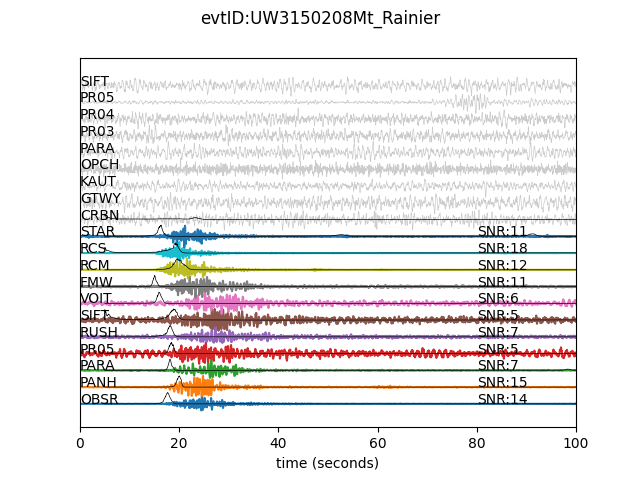 evtID:UW3150208Mt_Rainier
SIFT
PR05
PR04
PR03
PARA
OPCH
KAUT
GTWY
CRBN
STAR SNR:11
RCS SNR:18
RCM SNR:12
FMW SNR:11
VOIT SNR:6
SIFT SNR:5
RUSH SNR:7
PR05 SNR:5
PARA SNR:7
PANH SNR:15
OBSR SNR:14
0 20 40 60 80 100
time (seconds)